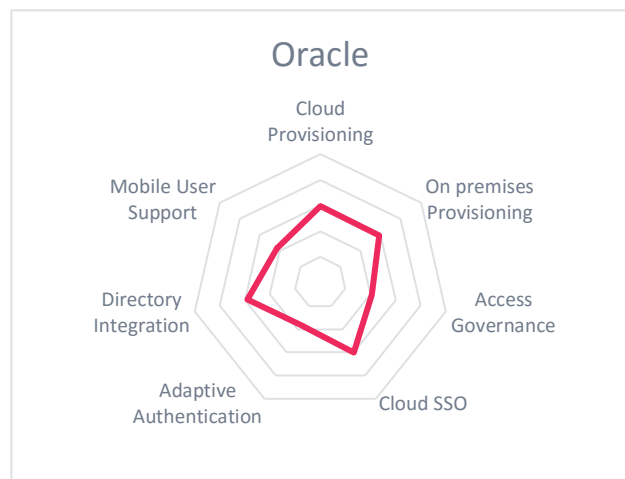 Oracle
Cloud
Provisioning
On premises
Provisioning
Access
Governance
Cloud SSO
Adaptive
Authentication
Directory
Integration
Mobile User
Support